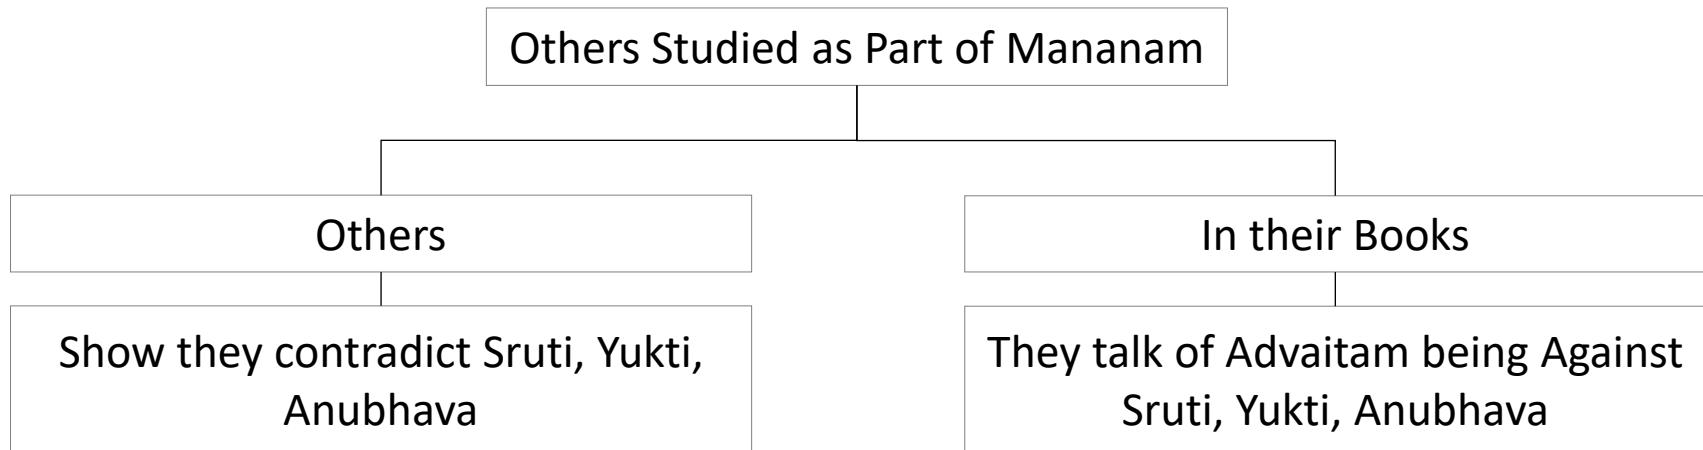 Others Studied as Part of Mananam
Others
In their Books
Show they contradict Sruti, Yukti,
Anubhava
They talk of Advaitam being Against
Sruti, Yukti, Anubhava